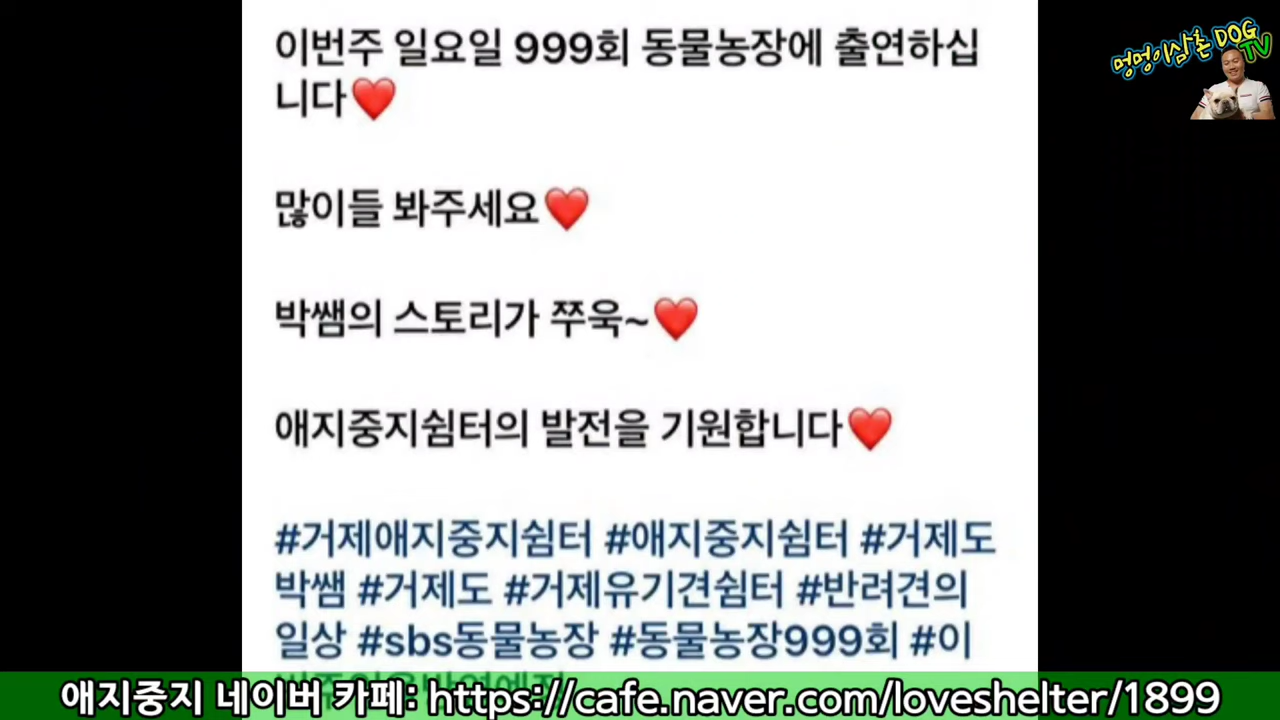 이번주 일요일 999회 동물농장에 출연하십
니다❤️
많이들 봐주세요❤️
박쌤의 스토리가 쭈욱~❤️
애지중지쉼터의 발전을 기원합니다❤️
#거제애지중지쉼터 #애지중지쉼터 #거제도
박쌤 #거제도 #거제유기견쉼터 #반려견의
일상 #sbs동물농장 #동물농장999회 #이
멍멍이삼촌 DOG
TV
애지중지 네이버 카페: https://cafe.naver.com/loveshelter/1899